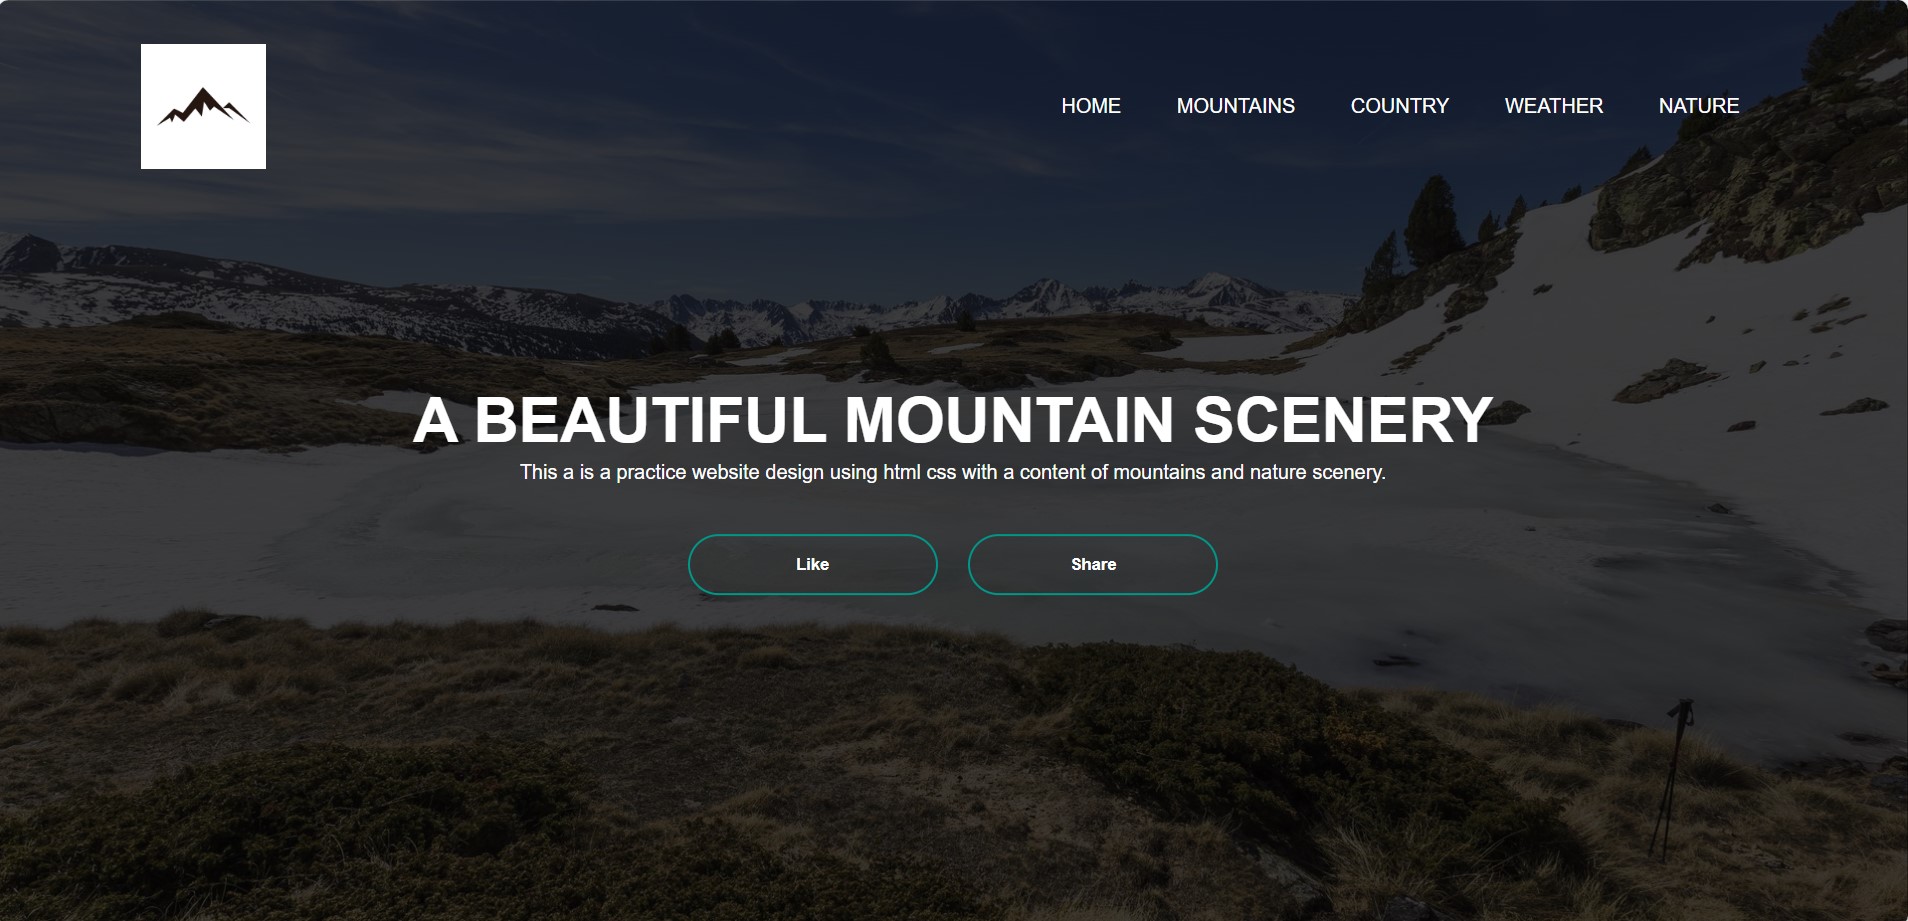 HOME MOUNTAINS COUNTRY WEATHER NATURE
A BEAUTIFUL MOUNTAIN SCENERY
This a is a practice website design using html css with a content of mountains and nature scenery.
Like Share